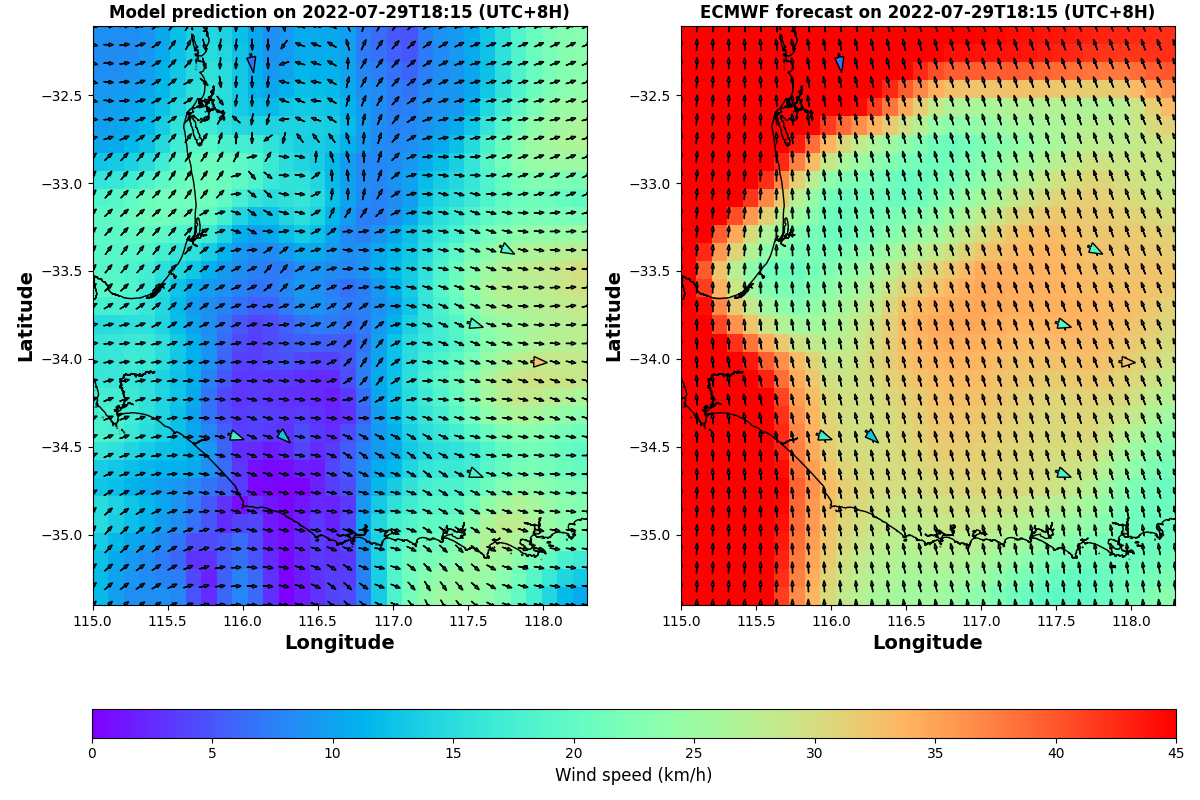 Model prediction on 2022-07-29T18:15 (UTC+8H)
ECMWF forecast on 2022-07-29T18:15 (UTC+8H)
Latitude
−32.5
−33.0
−33.5
−34.0
−34.5
−35.0
Latitude
−32.5
−33.0
−33.5
−34.0
−34.5
−35.0
115.0 115.5 116.0 116.5 117.0 117.5 118.0
115.0 115.5 116.0 116.5 117.0 117.5 118.0
Longitude
Longitude
0 5 10 15 20 25 30 35 40 45
Wind speed (km/h)